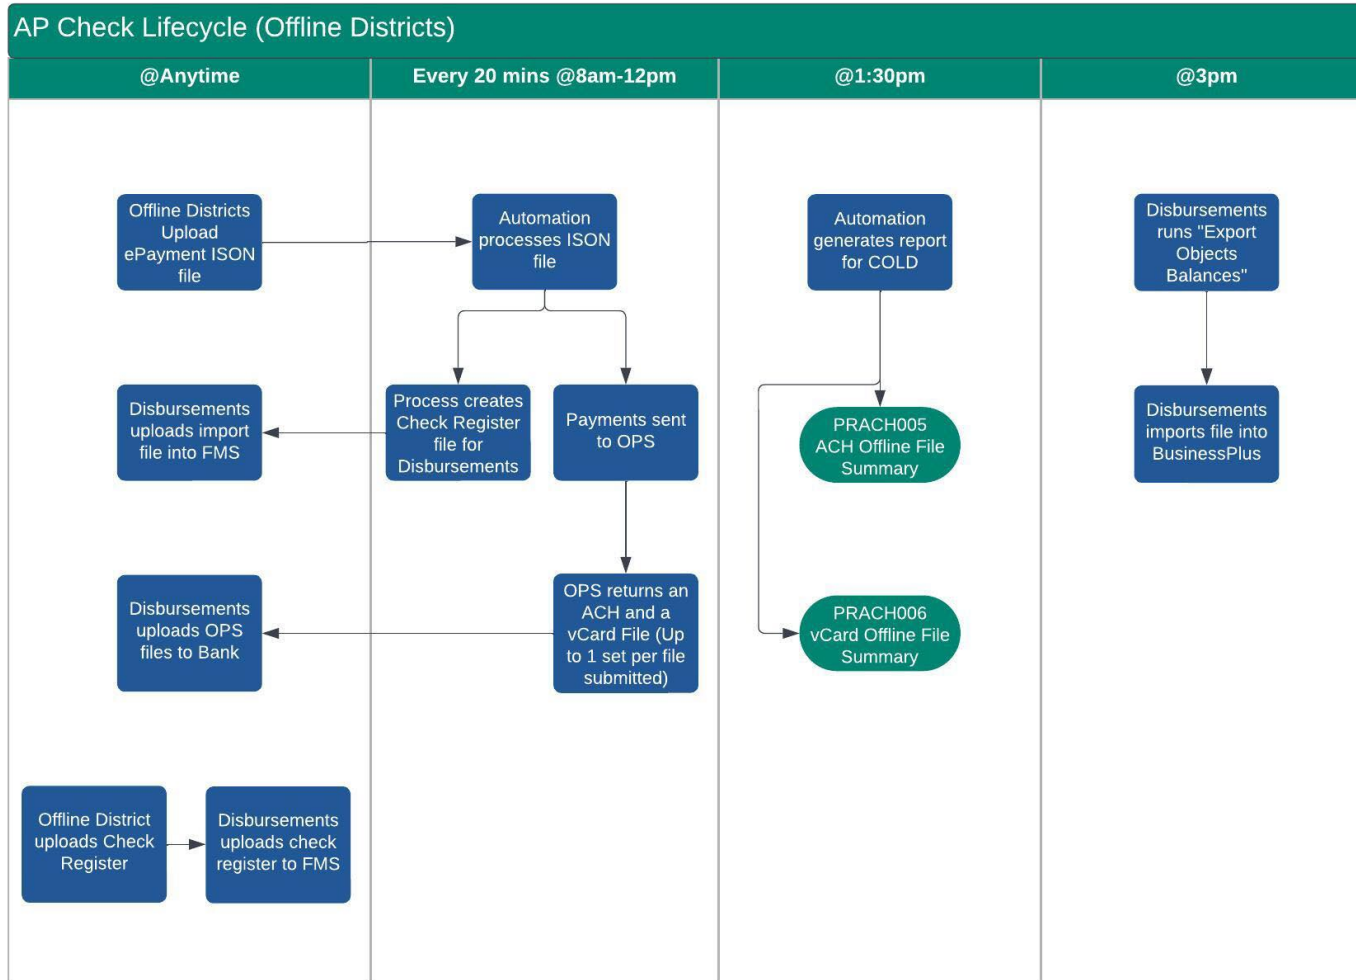 AP Check Lifecycle (Offline Districts)
@Anytime
Every 20 mins @8am-12pm
@1:30pm
@3pm
Offline Districts
Upload
ePayment ISON
file
Automation
processes ISON
file
Automation
generates report
for COLD
Disbursements
runs "Export
Objects
Balances"
Disbursements
uploads import
file into FMS
Process creates
Check Register
file for
Disbursements
Payments sent
to OPS
PRACH005
ACH Offline File
Summary
Disbursements
imports file into
BusinessPlus
Disbursements
uploads OPS
files to Bank
OPS returns an
ACH and a
vCard File (Up
to 1 set per file
submitted)
PRACH006
vCard Offline File
Summary
Offline District
uploads Check
Register
Disbursements
uploads check
register to FMS